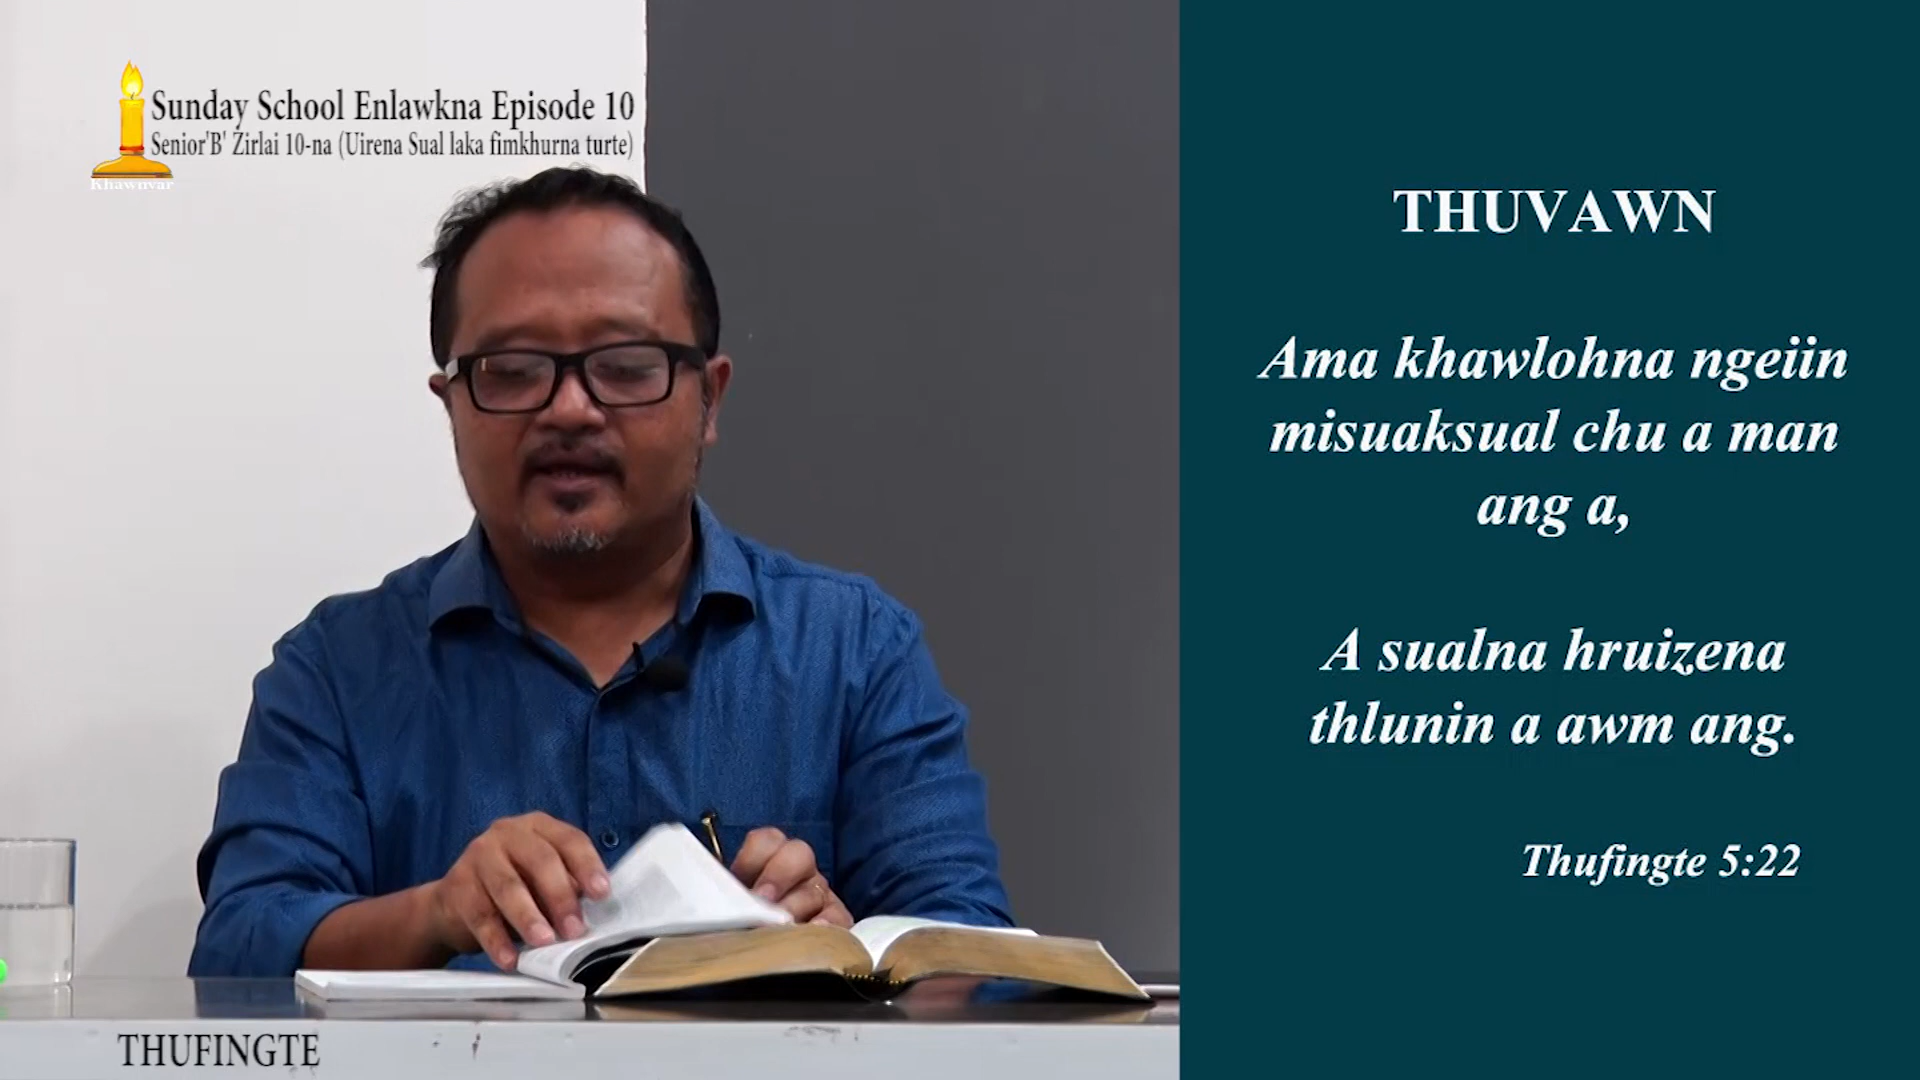 Sunday School Enlawkna Episode 10
Senior'B' Zirlai 10-na (Uirena Sual laka fimkhurna turte)
Khawnvar
THUVAWN
Ama khawlohna ngeiin
misuaksual chu a man
ang a,
A sualna hruizena
thlunin a awm ang.
Thufingte 5:22
THUFINGTE